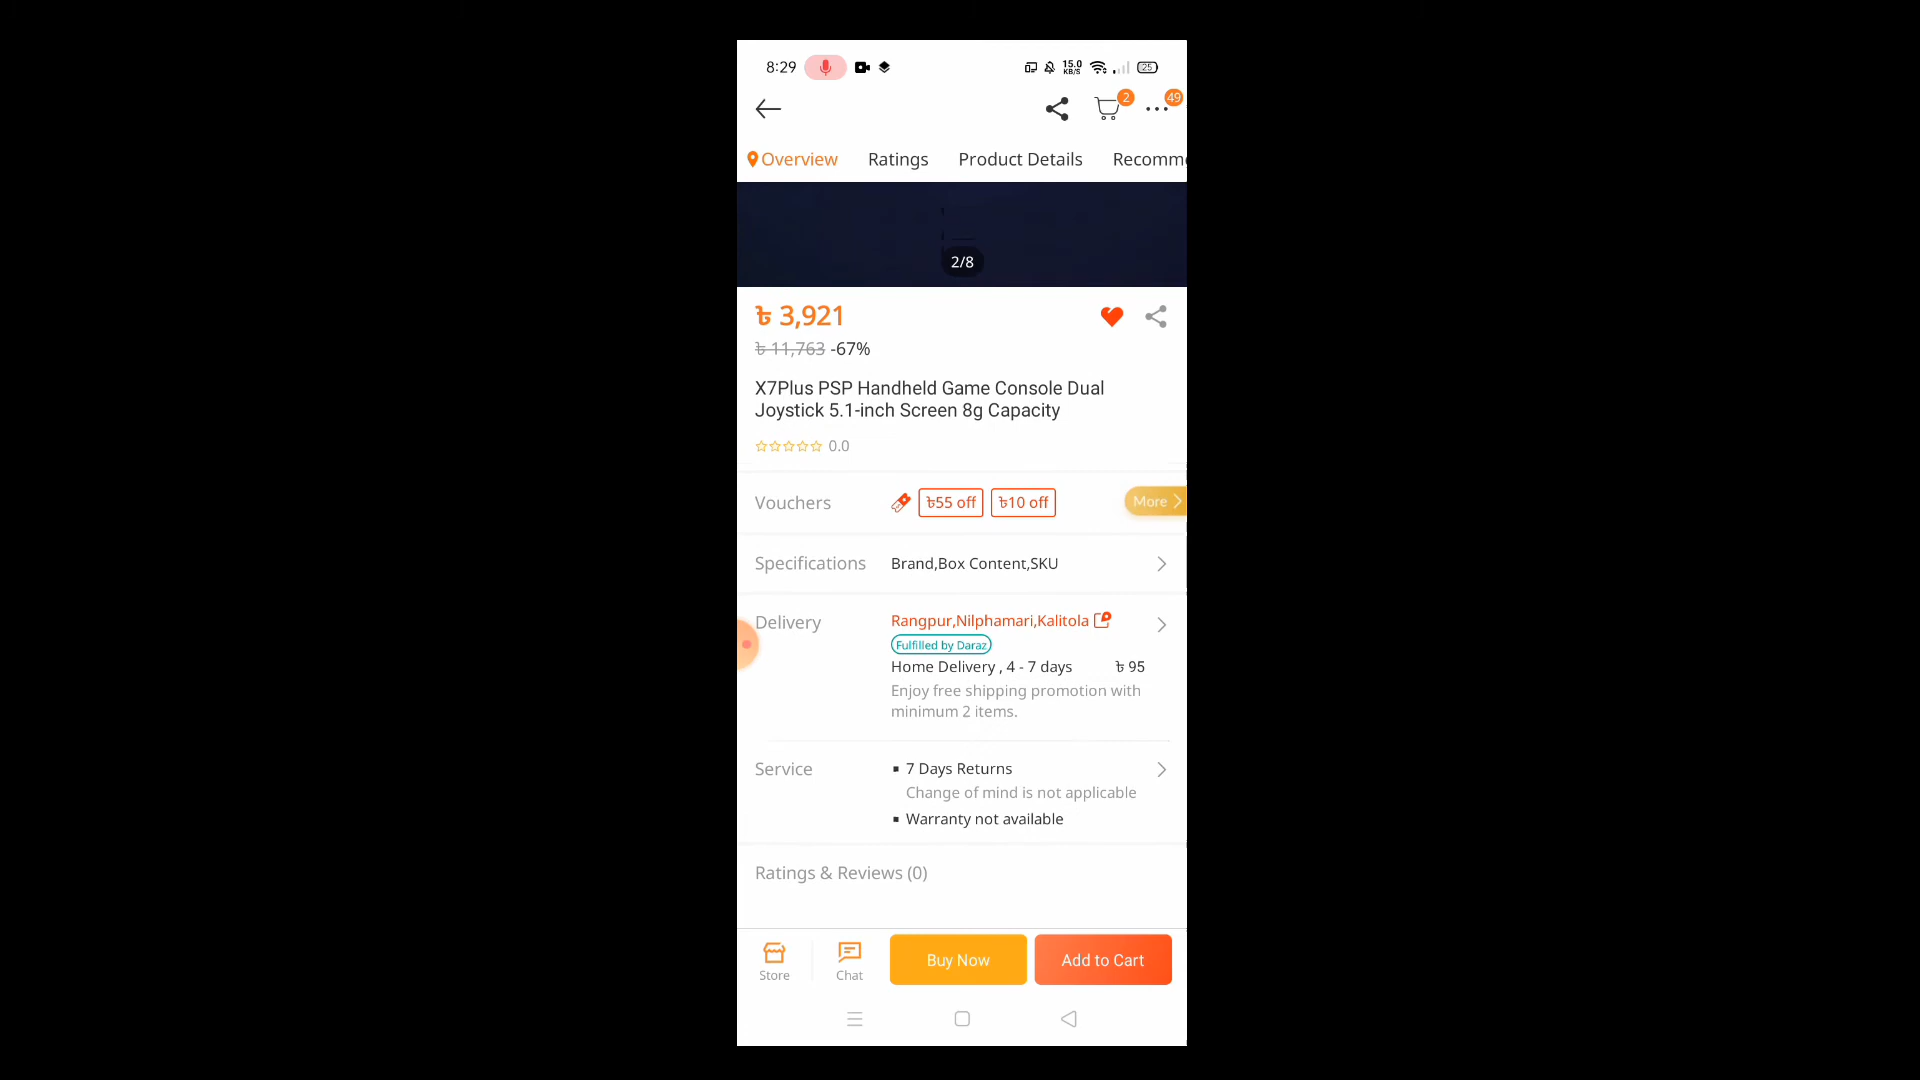 8:29
15.0
KB/S
25
2
49
Overview
Ratings
Product Details
Recomme
2/8
৳ 3,921
৳ 11,763 -67%
X7Plus PSP Handheld Game Console Dual
Joystick 5.1-inch Screen 8g Capacity
0.0
Vouchers
৳55 off
৳10 off
More
Specifications
Brand,Box Content,SKU
Delivery
Rangpur,Nilphamari,Kalitola
Fulfilled by Daraz
Home Delivery , 4 - 7 days ৳ 95
Enjoy free shipping promotion with
minimum 2 items.
Service
7 Days Returns
Change of mind is not applicable
Warranty not available
Ratings & Reviews (0)
Store
Chat
Buy Now
Add to Cart